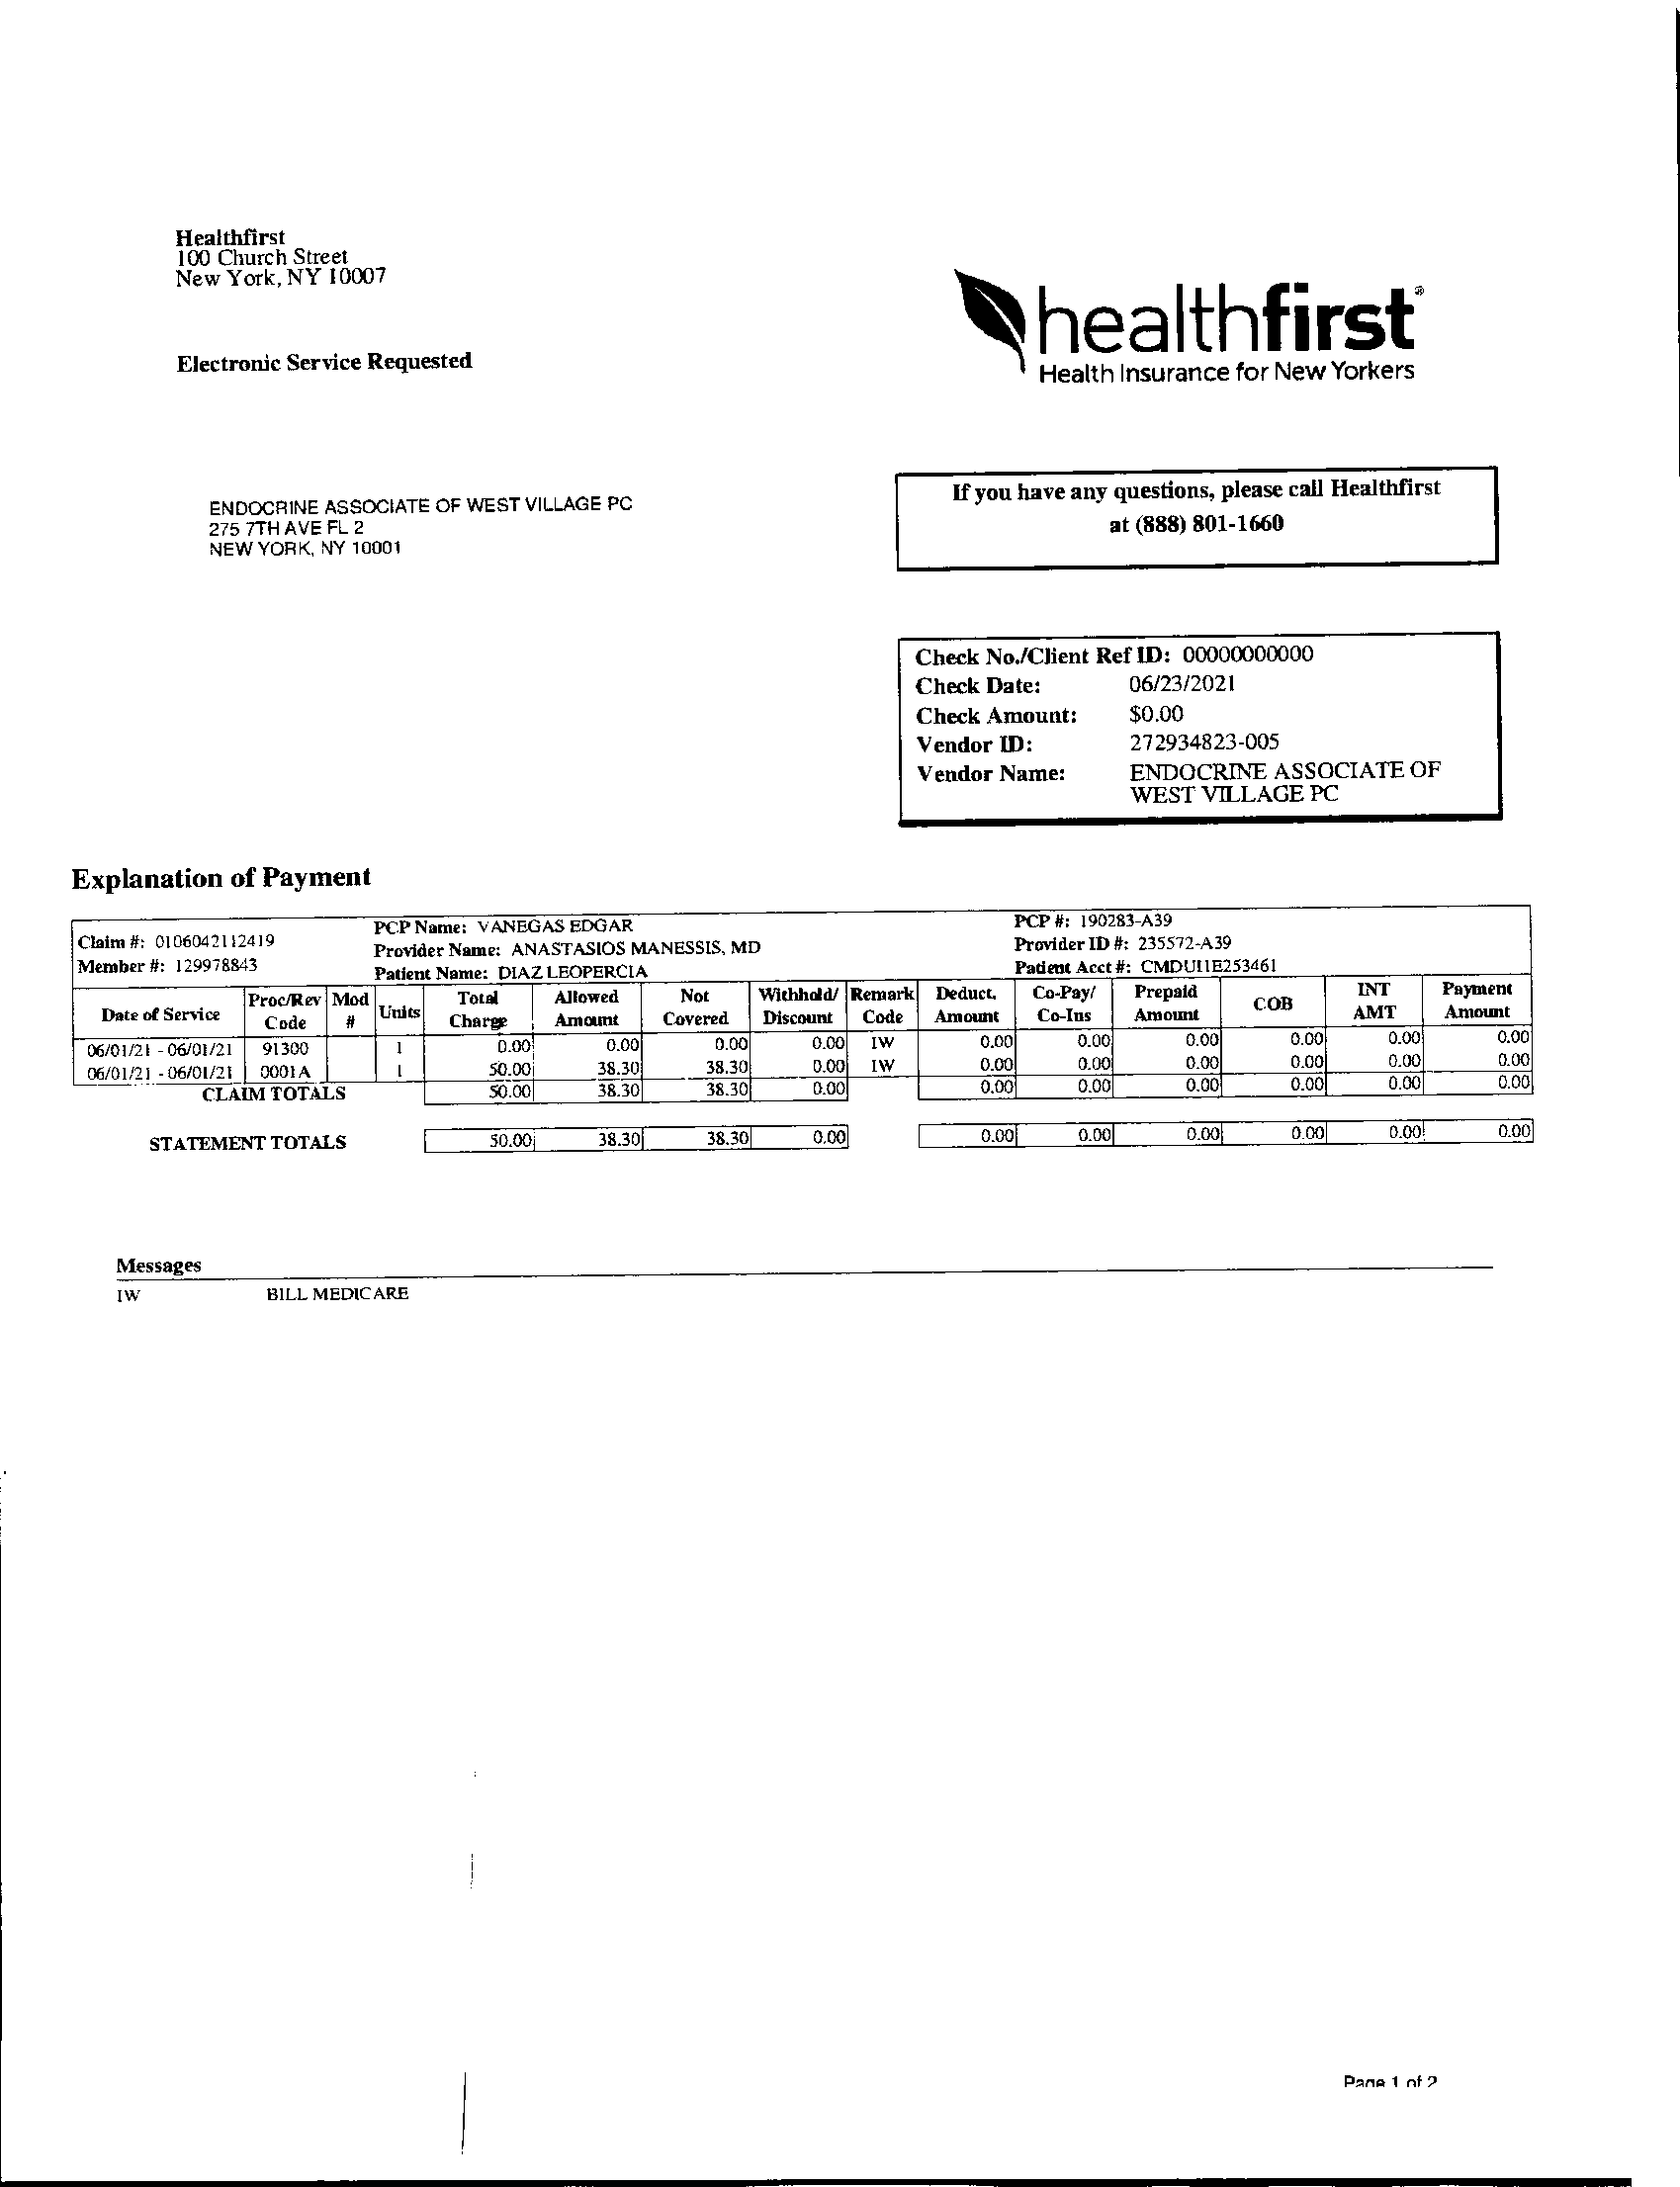 Healthfirst
100 Church Street
New York, NY 10007
healthfirst®
Health Insurance for New Yorkers
Electronic Service Requested
ENDOCRINE ASSOCIATE OF WEST VILLAGE PC
275 7TH AVE FL 2
NEW YORK, NY 10001
If you have any questions, please call Healthfirst
at (888) 801-1660
Check No./Client Ref ID: 00000000000
Check Date: 06/23/2021
Check Amount: $0.00
Vendor ID: 272934823-005
Vendor Name: ENDOCRINE ASSOCIATE OF
WEST VILLAGE PC
Explanation of Payment
Claim #: 0106042112419
Member #: 129978843
PCP Name: VANEGAS EDGAR
Provider Name: ANASTASIOS MANESSIS, MD
Patient Name: DIAZ LEOPERCIA
PCP #: 190283-A39
Provider ID #: 235572-A39
Patient Acct #: CMDUI1E253461
Date of Service Proc/Rev Code Mod # Units Total Charge Allowed Amount Not Covered Withhold/ Discount Remark Code Deduct. Amount Co-Pay/ Co-Ins Prepaid Amount COB INT AMT Payment Amount
06/01/21 - 06/01/21 91300 1 0.00 0.00 0.00 0.00 IW 0.00 0.00 0.00 0.00 0.00 0.00
06/01/21 - 06/01/21 0001A 1 50.00 38.30 38.30 0.00 IW 0.00 0.00 0.00 0.00 0.00 0.00
CLAIM TOTALS 50.00 38.30 38.30 0.00 0.00 0.00 0.00 0.00 0.00 0.00
STATEMENT TOTALS 50.00 38.30 38.30 0.00 0.00 0.00 0.00 0.00 0.00 0.00
Messages
IW BILL MEDICARE
Page 1 of 2